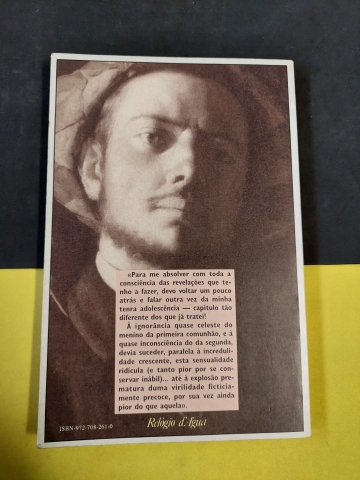 «Para me absolver com toda a
consciência das revelações que te-
nho a fazer, devo voltar um pouco
atrás e falar outra vez da minha
tenra adolescência — capítulo tão
diferente dos que já tratei!
À ignorância quase celeste do
menino da primeira comunhão, e à
quase inconsciência do da segunda,
devia suceder, paralela à increduli-
dade crescente, esta sensualidade
ridícula (e tanto pior por se con-
servar inábil)... até à explosão pre-
matura duma virilidade ficticia-
mente precoce, por sua vez ainda
pior do que aquela».
ISBN-972-708-261-0
Relógio d'Água